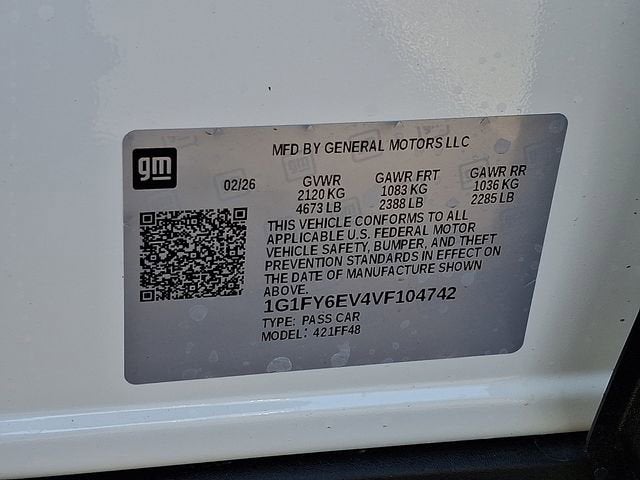 MFD BY GENERAL MOTORS LLC
gm
02/26
GVWR GAWR FRT GAWR RR
2120 KG 1083 KG 1036 KG
4673 LB 2388 LB 2285 LB
THIS VEHICLE CONFORMS TO ALL
APPLICABLE U.S. FEDERAL MOTOR
VEHICLE SAFETY, BUMPER, AND THEFT
PREVENTION STANDARDS IN EFFECT ON
THE DATE OF MANUFACTURE SHOWN
ABOVE.
1G1FY6EV4VF104742
TYPE: PASS CAR
MODEL: 421FF48